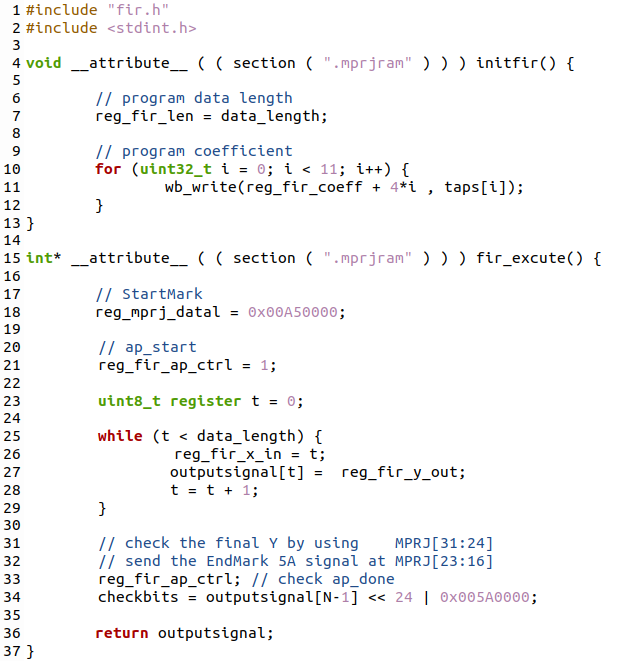 1 #include "fir.h"
2 #include <stdint.h>
3
4 void __attribute__ ( ( section ( ".mprjram" ) ) ) initfir() {
5
6 // program data length
7 reg_fir_len = data_length;
8
9 // program coefficient
10 for (uint32_t i = 0; i < 11; i++) {
11 wb_write(reg_fir_coeff + 4*i , taps[i]);
12 }
13 }
14
15 int* __attribute__ ( ( section ( ".mprjram" ) ) ) fir_excute() {
16
17 // StartMark
18 reg_mprj_datal = 0x00A50000;
19
20 // ap_start
21 reg_fir_ap_ctrl = 1;
22
23 uint8_t register t = 0;
24
25 while (t < data_length) {
26 reg_fir_x_in = t;
27 outputsignal[t] = reg_fir_y_out;
28 t = t + 1;
29 }
30
31 // check the final Y by using MPRJ[31:24]
32 // send the EndMark 5A signal at MPRJ[23:16]
33 reg_fir_ap_ctrl; // check ap_done
34 checkbits = outputsignal[N-1] << 24 | 0x005A0000;
35
36 return outputsignal;
37 }